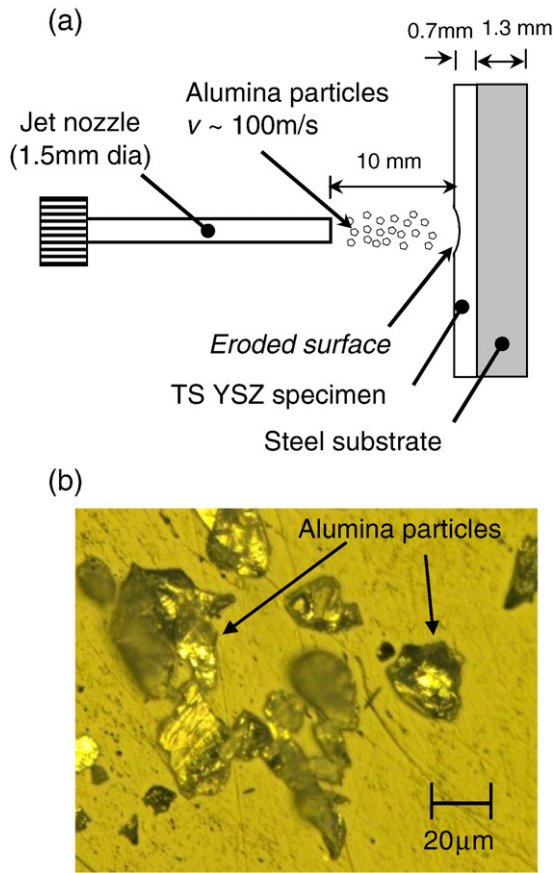 (a)
0.7mm 1.3 mm
Alumina particles
v ~ 100m/s
Jet nozzle
(1.5mm dia)
10 mm
Eroded surface
TS YSZ specimen
Steel substrate
(b)
Alumina particles
20μm